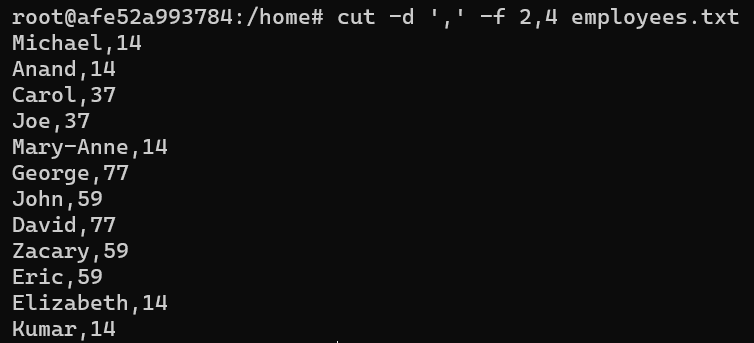 root@afe52a993784:/home# cut -d ',' -f 2,4 employees.txt
Michael,14
Anand,14
Carol,37
Joe,37
Mary-Anne,14
George,77
John,59
David,77
Zacary,59
Eric,59
Elizabeth,14
Kumar,14